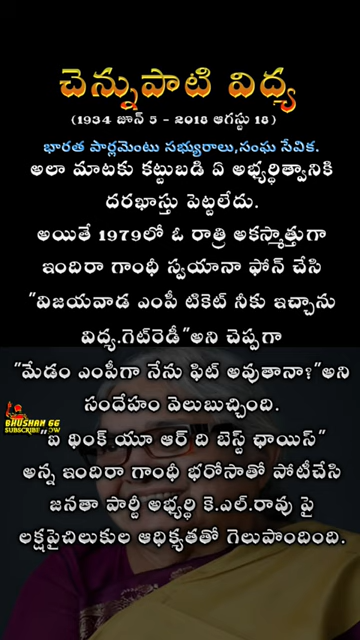 చెన్నుపాటి విద్య
(1934 జూన్ 5 - 2018 ఆగస్టు 18)
భారత పార్లమెంటు సభ్యురాలు,సంఘ సేవిక.
అలా మాటకు కట్టుబడి ఏ అభ్యర్థిత్వానికి
దరఖాస్తు పెట్టలేదు.
అయితే 1979లో ఓ రాత్రి అకస్మాత్తుగా
ఇందిరా గాంధీ స్వయానా ఫోన్ చేసి
"విజయవాడ ఎంపీ టికెట్ నీకు ఇచ్చాను
విద్య.గెట్‌రెడీ"అని చెప్పగా
"మేడం ఎంపీగా నేను ఫిట్ అవుతానా?"అని
సందేహం వెలుబుచ్చింది.
BHUSHAN 66
SUBSCRIBE NOW
"ఐ థింక్ యూ ఆర్ ది బెస్ట్ ఛాయిస్"
అన్న ఇందిరా గాంధీ భరోసాతో పోటీచేసి
జనతా పార్టీ అభ్యర్థి కె.ఎల్.రావు పై
లక్షపైచిలుకుల ఆధిక్యతతో గెలుపొందింది.